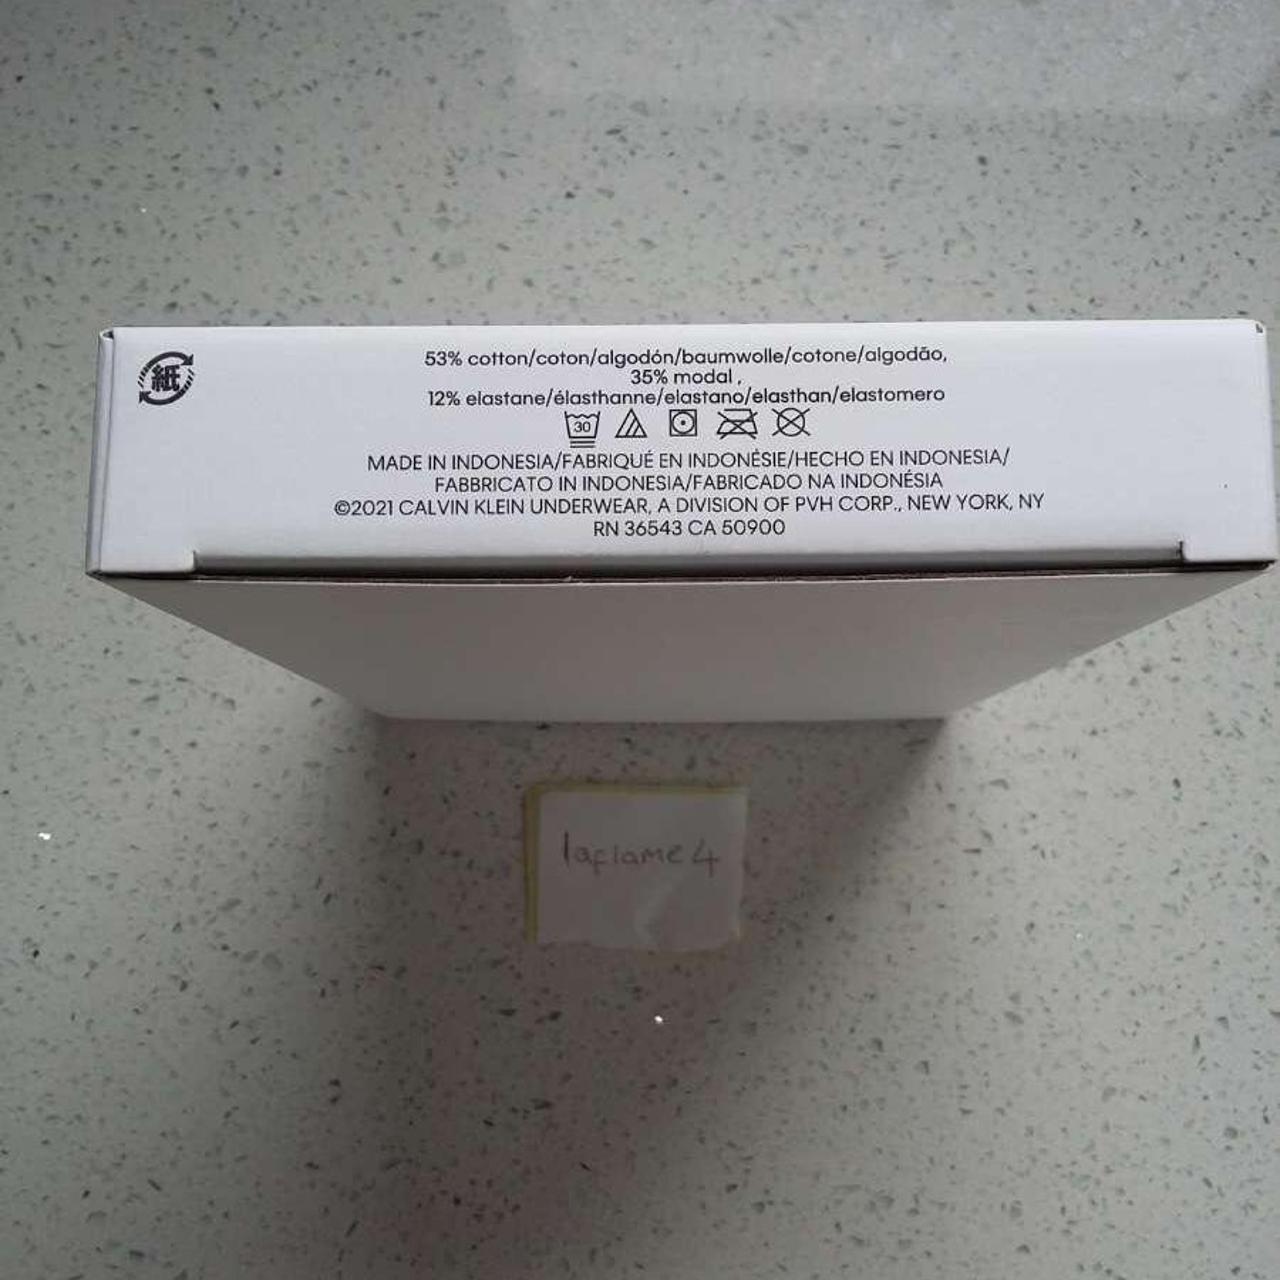 紙
53% cotton/coton/algodón/baumwolle/cotone/algodão,
35% modal ,
12% elastane/élasthanne/elastano/elasthan/elastomero
30
MADE IN INDONESIA/FABRIQUÉ EN INDONÉSIE/HECHO EN INDONESIA/
FABBRICATO IN INDONESIA/FABRICADO NA INDONÉSIA
©2021 CALVIN KLEIN UNDERWEAR, A DIVISION OF PVH CORP., NEW YORK, NY
RN 36543 CA 50900
laflame4